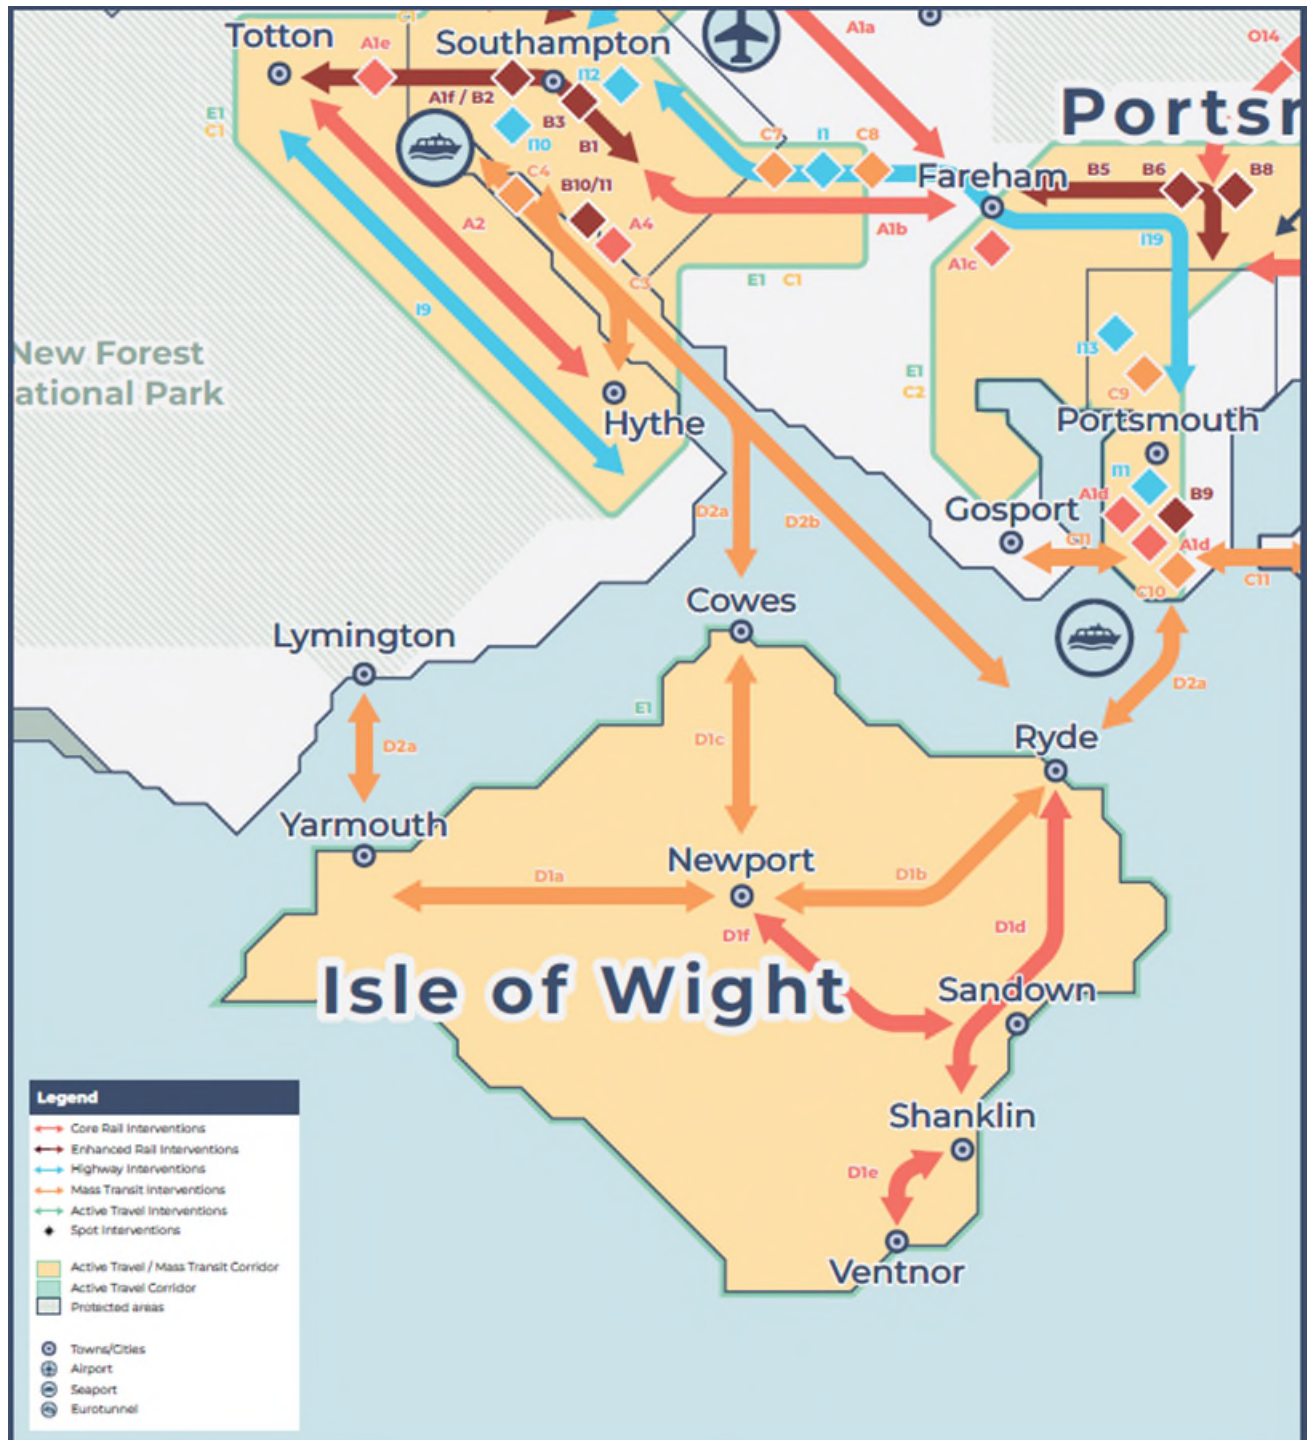 C1
Totton
A1e
Southampton
A1a
O14
I12
A1f / B2
E1
C1
B3
I10
B1
C7
I1
C8
Portsr
C4
B10/11
Fareham
B5
B6
B8
A2
A4
A1b
I19
A1c
C3
E1
C1
I9
New Forest
ational Park
I13
E1
C2
C9
Hythe
Portsmouth
I11
A1d
B9
D2a
D2b
Gosport
C11
A1d
C11
C10
Cowes
Lymington
D2a
E1
D2a
D1c
Ryde
Yarmouth
Newport
D1a
D1b
D1f
D1d
Isle of Wight
Sandown
Shanklin
D1e
Ventnor
Legend
Core Rail Interventions
Enhanced Rail Interventions
Highway Interventions
Mass Transit Interventions
Active Travel Interventions
Spot Interventions
Active Travel / Mass Transit Corridor
Active Travel Corridor
Protected areas
Towns/Cities
Airport
Seaport
Eurotunnel